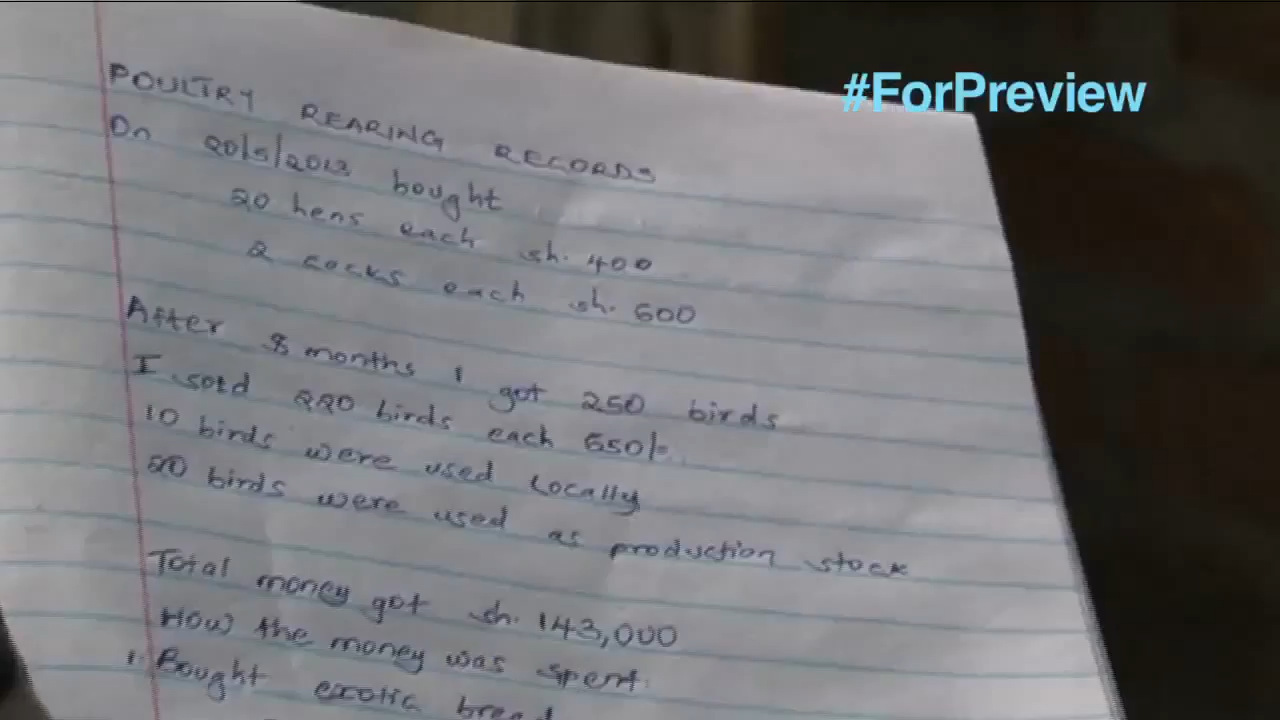 #ForPreview
POULTRY REARING RECORDS
On 20/5/2013 bought
20 hens each sh. 400
2 cocks each sh. 600
After 8 months I got 250 birds
I sold 220 birds each 650/=
10 birds were used locally
20 birds were used as production stock
Total money got sh. 143,000
How the money was spent
1. Bought exotic breed